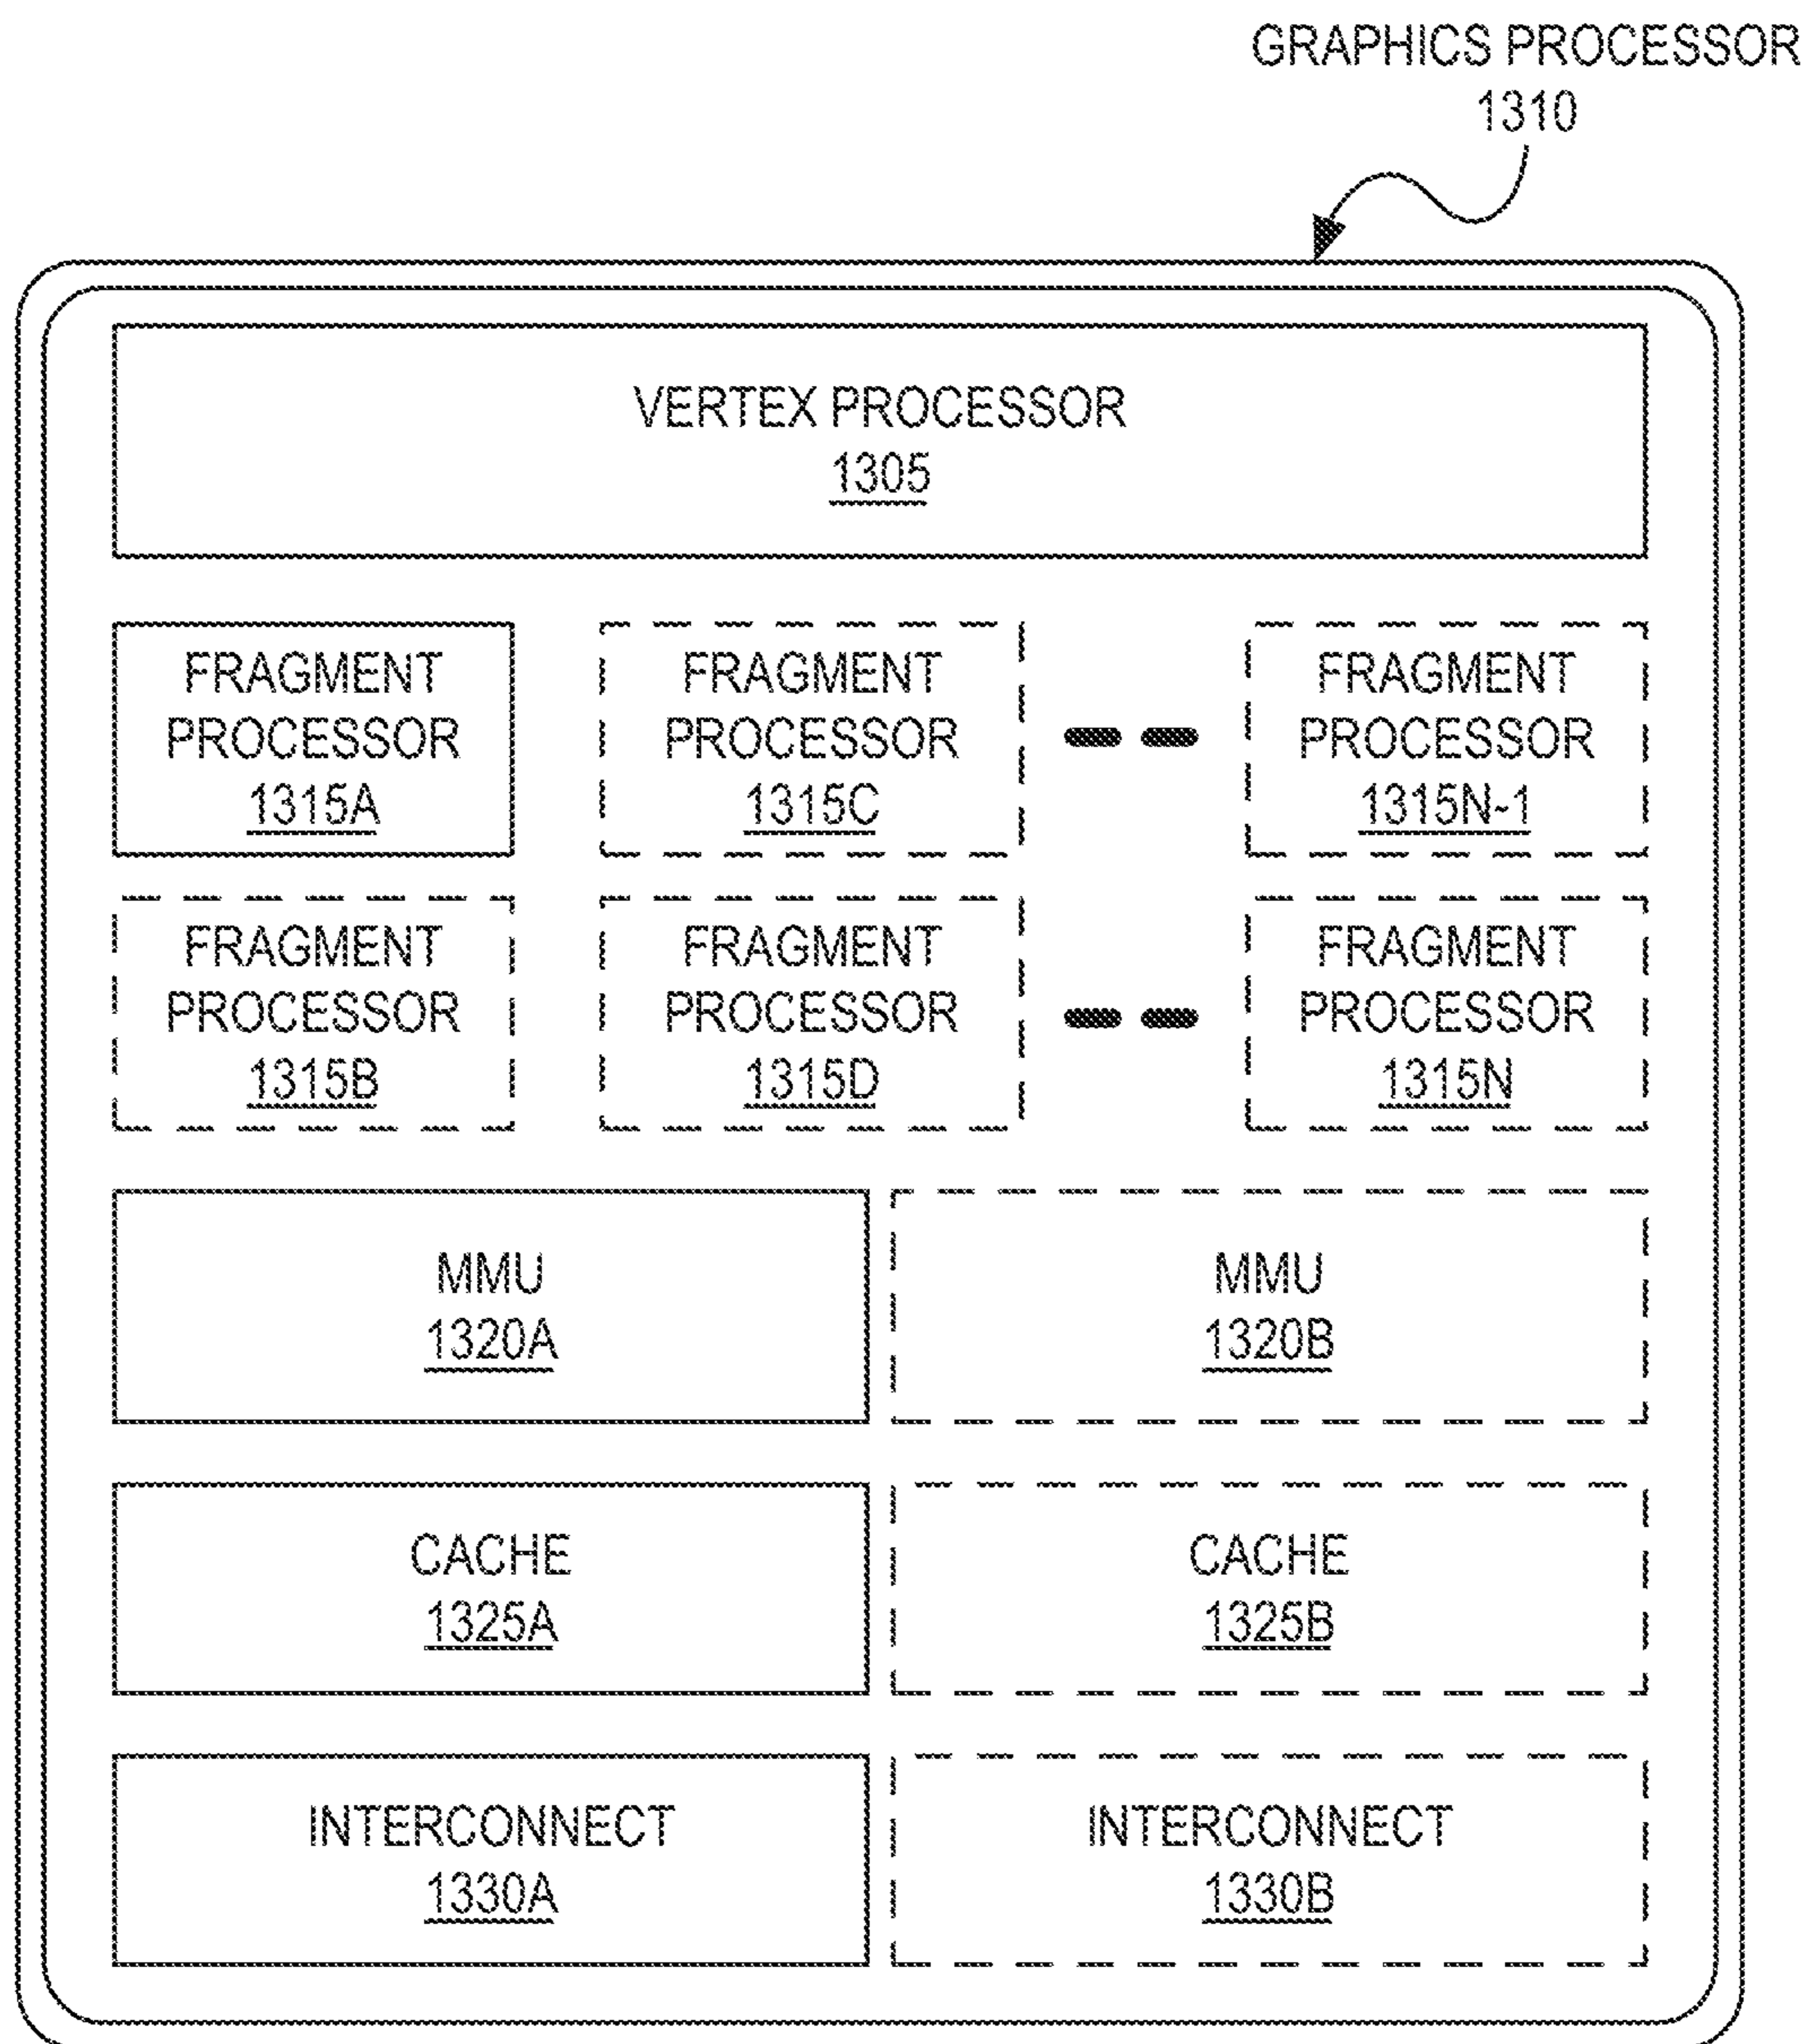 GRAPHICS PROCESSOR
1310
VERTEX PROCESSOR
1305
FRAGMENT
PROCESSOR
1315A
FRAGMENT
PROCESSOR
1315C
FRAGMENT
PROCESSOR
1315N-1
FRAGMENT
PROCESSOR
1315B
FRAGMENT
PROCESSOR
1315D
FRAGMENT
PROCESSOR
1315N
MMU
1320A
MMU
1320B
CACHE
1325A
CACHE
1325B
INTERCONNECT
1330A
INTERCONNECT
1330B